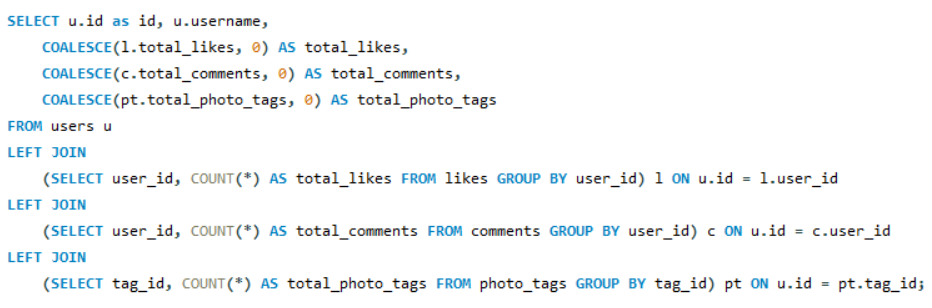 SELECT u.id as id, u.username,
    COALESCE(l.total_likes, 0) AS total_likes,
    COALESCE(c.total_comments, 0) AS total_comments,
    COALESCE(pt.total_photo_tags, 0) AS total_photo_tags
FROM users u
LEFT JOIN
    (SELECT user_id, COUNT(*) AS total_likes FROM likes GROUP BY user_id) l ON u.id = l.user_id
LEFT JOIN
    (SELECT user_id, COUNT(*) AS total_comments FROM comments GROUP BY user_id) c ON u.id = c.user_id
LEFT JOIN
    (SELECT tag_id, COUNT(*) AS total_photo_tags FROM photo_tags GROUP BY tag_id) pt ON u.id = pt.tag_id;